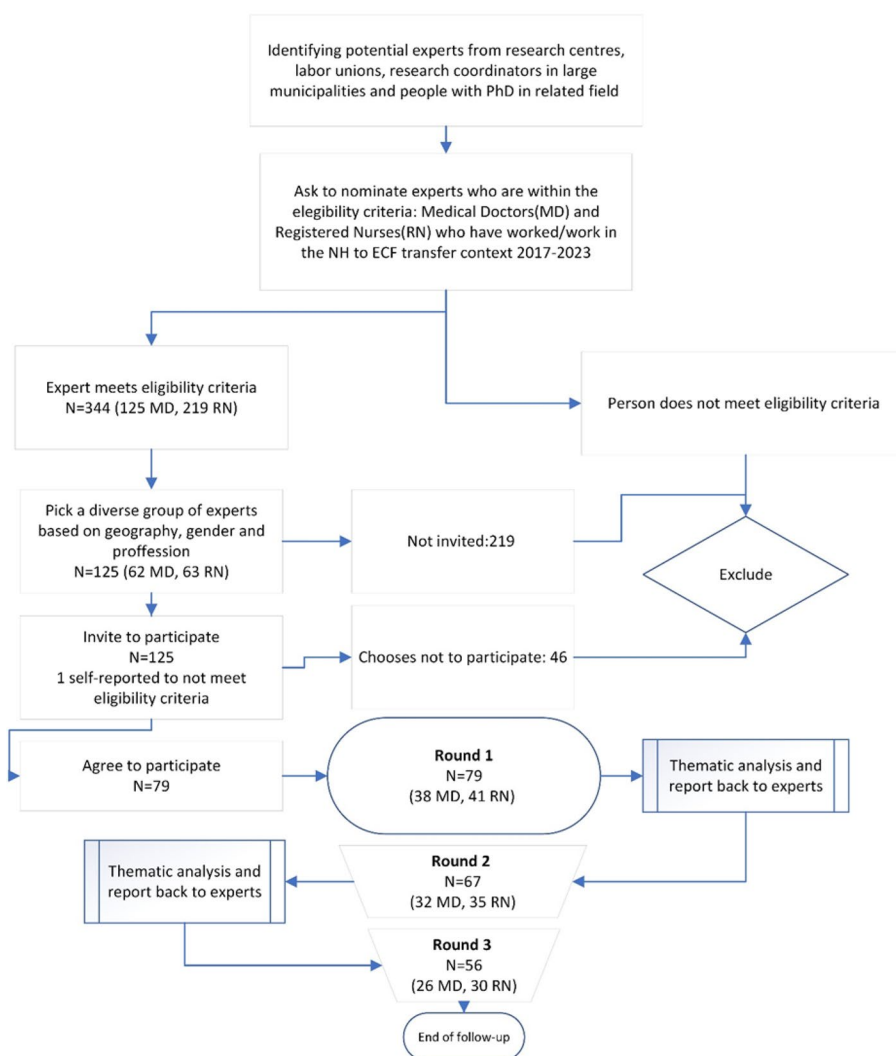 Identifying potential experts from research centres,
labor unions, research coordinators in large
municipalities and people with PhD in related field
Ask to nominate experts who are within the
elegibility criteria: Medical Doctors(MD) and
Registered Nurses(RN) who have worked/work in
the NH to ECF transfer context 2017-2023
Expert meets eligibility criteria
N=344 (125 MD, 219 RN)
Person does not meet eligibility criteria
Pick a diverse group of experts
based on geography, gender and
proffession
N=125 (62 MD, 63 RN)
Not invited:219
Exclude
Invite to participate
N=125
1 self-reported to not meet
eligibility criteria
Chooses not to participate: 46
Agree to participate
N=79
Round 1
N=79
(38 MD, 41 RN)
Thematic analysis and
report back to experts
Round 2
N=67
(32 MD, 35 RN)
Thematic analysis and
report back to experts
Round 3
N=56
(26 MD, 30 RN)
End of follow-up